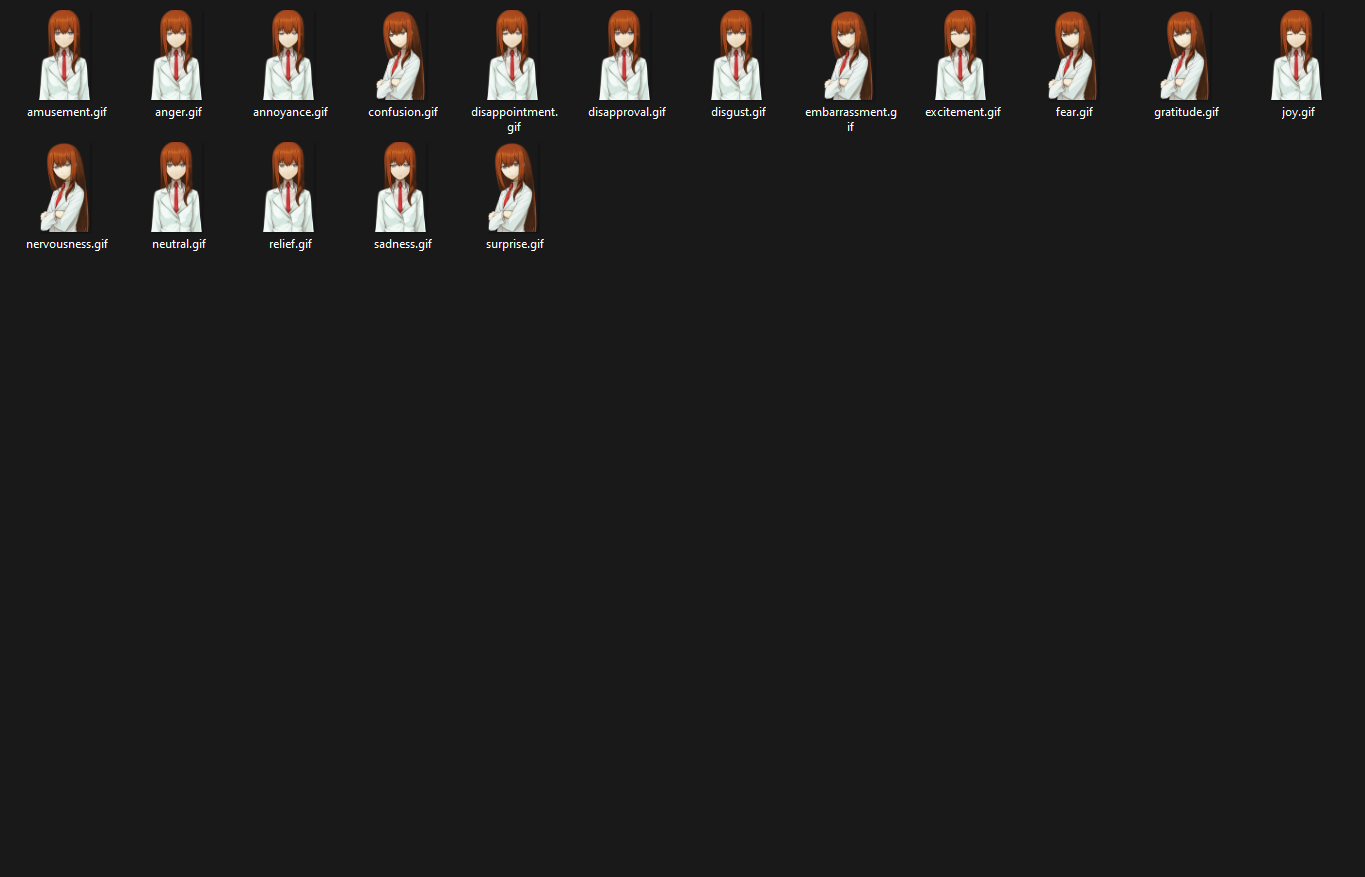 amusement.gif
anger.gif
annoyance.gif
confusion.gif
disappointment.
gif
disapproval.gif
disgust.gif
embarrassment.g
if
excitement.gif
fear.gif
gratitude.gif
joy.gif
nervousness.gif
neutral.gif
relief.gif
sadness.gif
surprise.gif